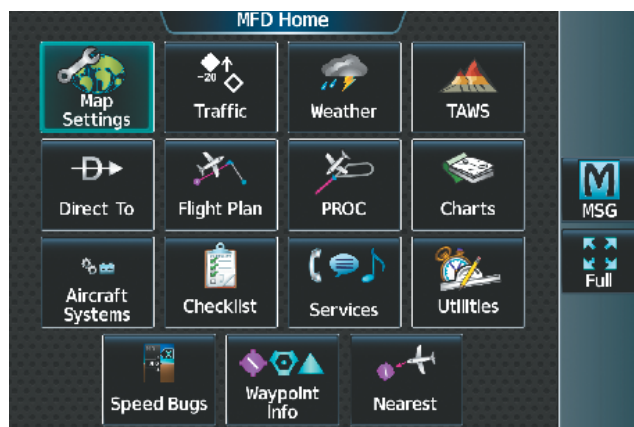 MFD Home
-20
Map
Settings
Traffic
Weather
TAWS
D
Direct To
Flight Plan
PROC
Charts
M
MSG
Full
Aircraft
Systems
Checklist
Services
Utilities
Speed Bugs
Waypoint
Info
Nearest